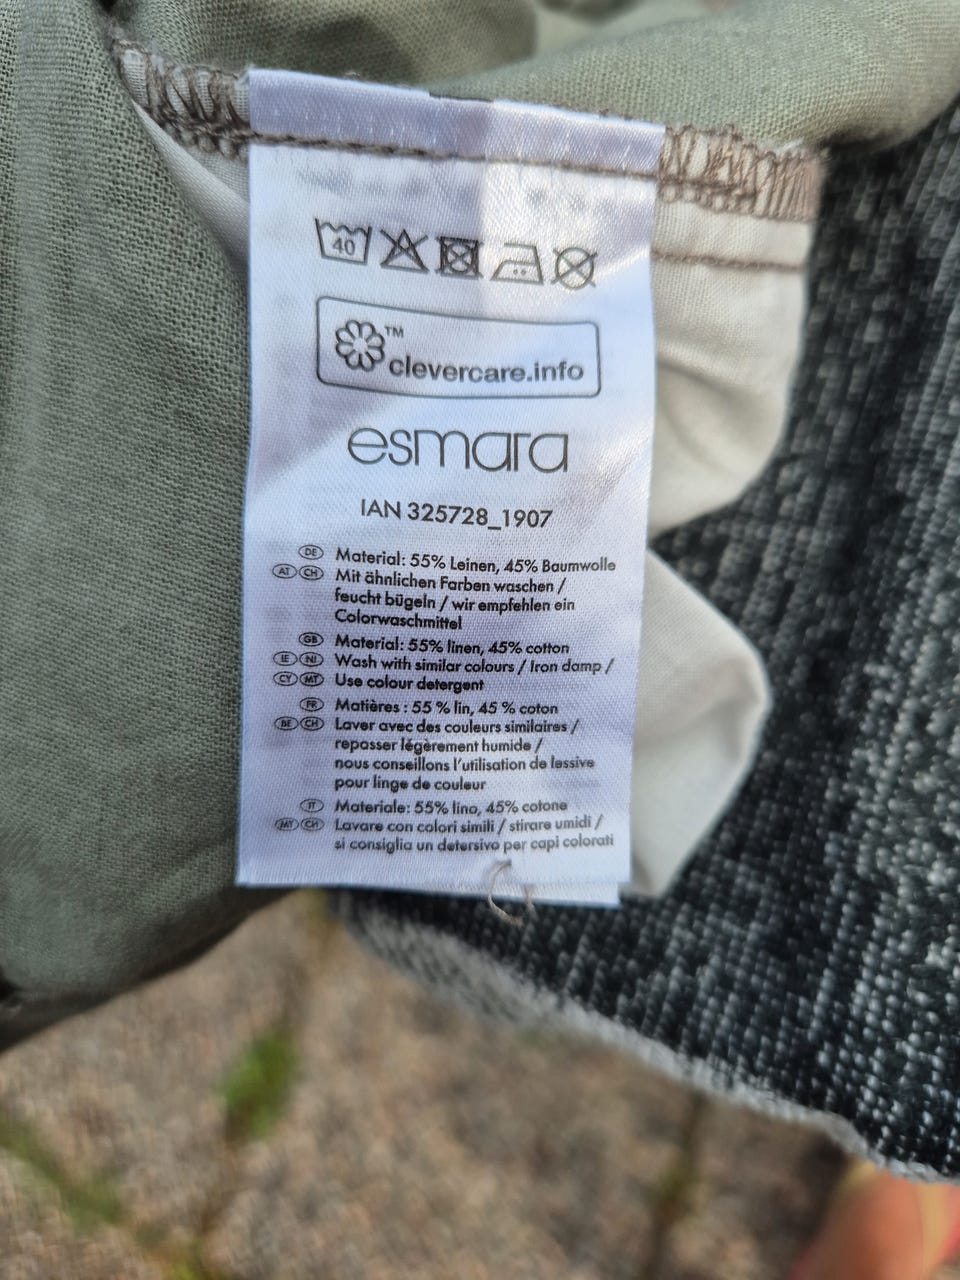 40
™
clevercare.info
esmara
IAN 325728_1907
DE Material: 55% Leinen, 45% Baumwolle
AT CH Mit ähnlichen Farben waschen /
feucht bügeln / wir empfehlen ein
Colorwaschmittel
GB Material: 55% linen, 45% cotton
IE NI Wash with similar colours / Iron damp /
CY MT Use colour detergent
FR Matières : 55 % lin, 45 % coton
BE CH Laver avec des couleurs similaires /
repasser légèrement humide /
nous conseillons l'utilisation de lessive
pour linge de couleur
IT Materiale: 55% lino, 45% cotone
MT CH Lavare con colori simili / stirare umidi /
si consiglia un detersivo per capi colorati